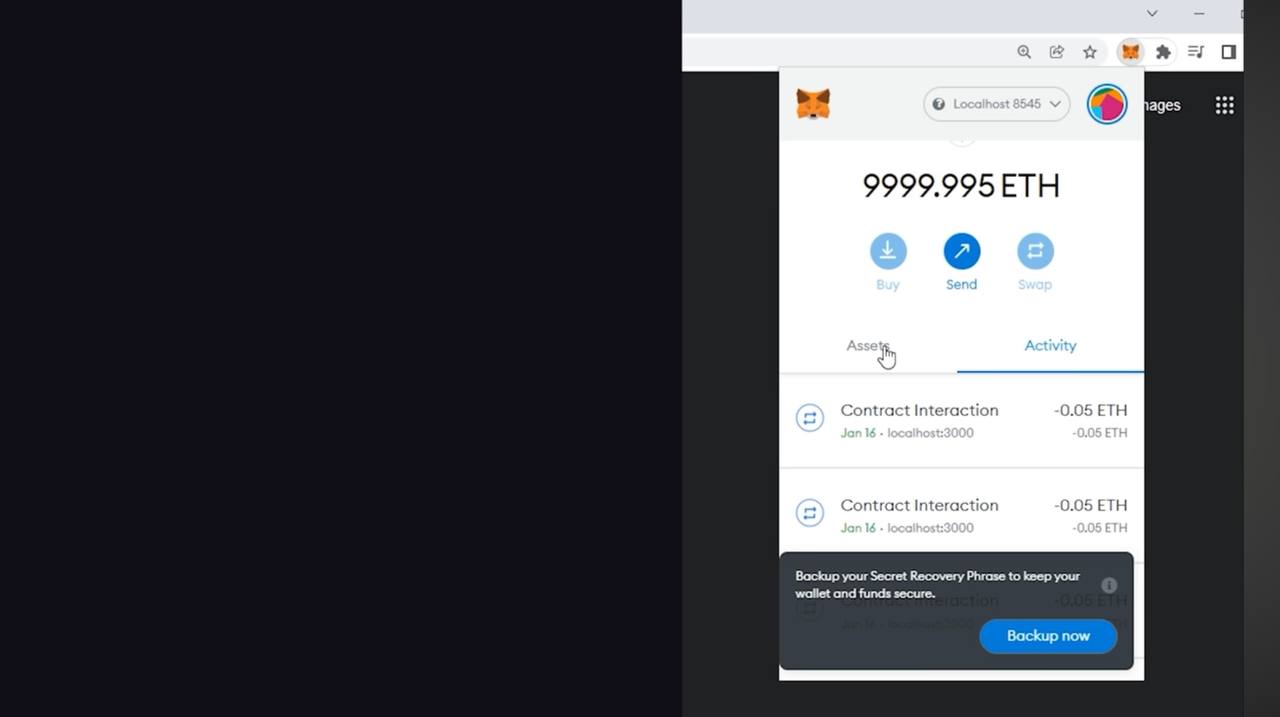 Localhost 8545
nages
9999.995 ETH
Buy
Send
Swap
Assets
Activity
Contract Interaction
-0.05 ETH
Jan 16 · localhost:3000
-0.05 ETH
Contract Interaction
-0.05 ETH
Jan 16 · localhost:3000
-0.05 ETH
Backup your Secret Recovery Phrase to keep your
wallet and funds secure.
Contract Interaction
-0.05 ETH
Jan 16 · localhost:3000
Backup now